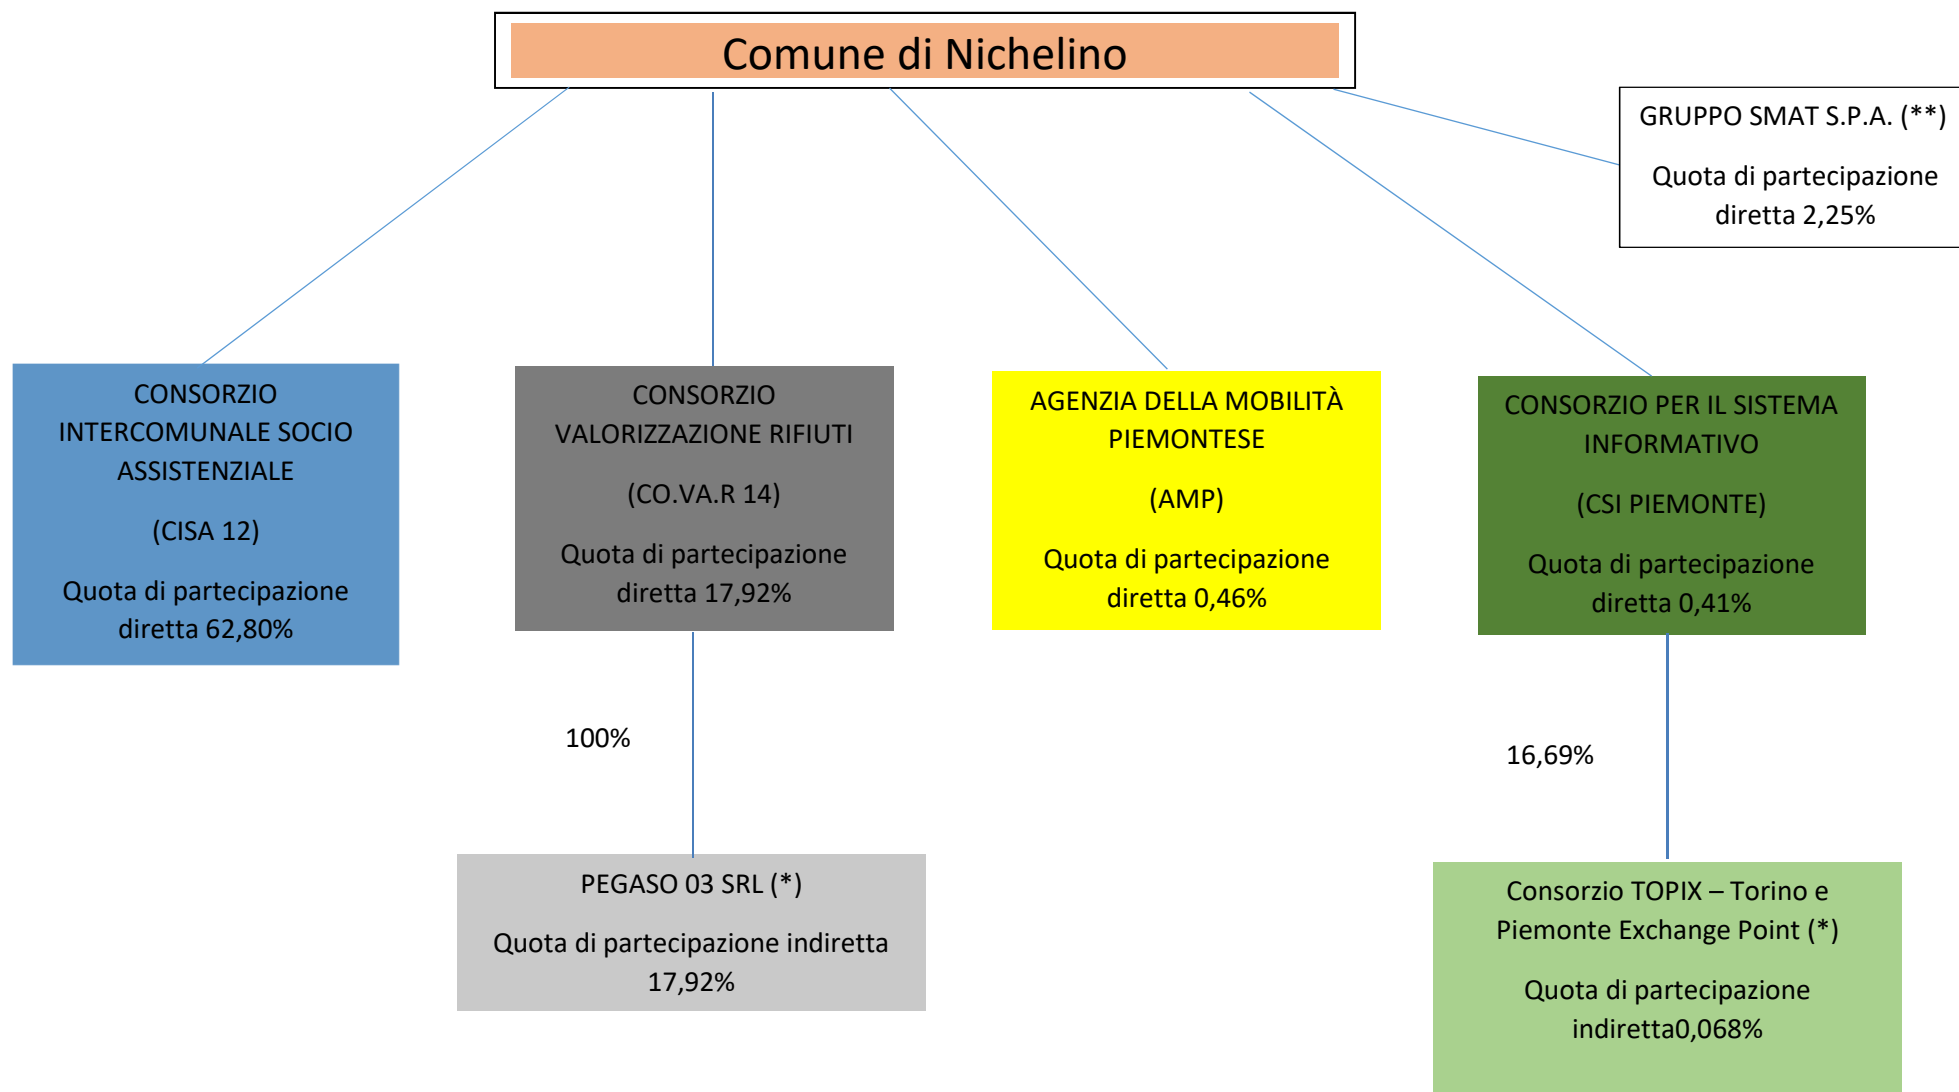 Comune di Nichelino
GRUPPO SMAT S.P.A. (**)
Quota di partecipazione
diretta 2,25%
CONSORZIO
INTERCOMUNALE SOCIO
ASSISTENZIALE
(CISA 12)
Quota di partecipazione
diretta 62,80%
CONSORZIO
VALORIZZAZIONE RIFIUTI
(CO.VA.R 14)
Quota di partecipazione
diretta 17,92%
AGENZIA DELLA MOBILITÀ
PIEMONTESE
(AMP)
Quota di partecipazione
diretta 0,46%
CONSORZIO PER IL SISTEMA
INFORMATIVO
(CSI PIEMONTE)
Quota di partecipazione
diretta 0,41%
100%
16,69%
PEGASO 03 SRL (*)
Quota di partecipazione indiretta
17,92%
Consorzio TOPIX – Torino e
Piemonte Exchange Point (*)
Quota di partecipazione
indiretta0,068%